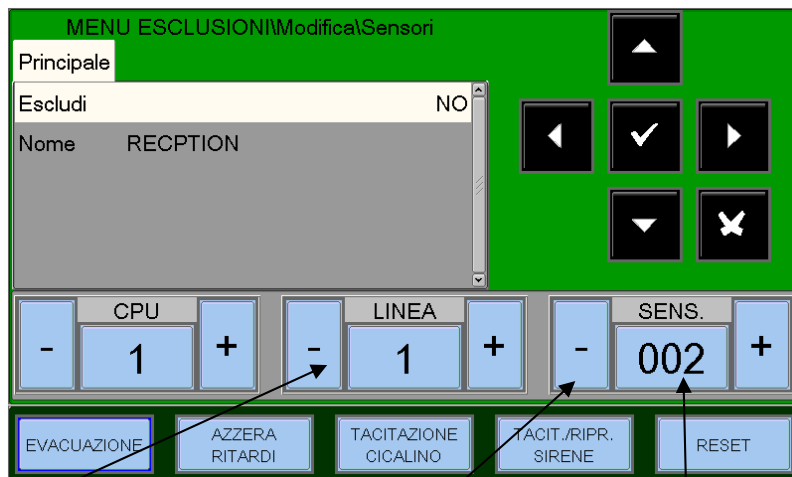 MENU ESCLUSIONI\Modifica\Sensori
Principale
Escludi NO
Nome RECPTION
CPU LINEA SENS.
- 1 + - 1 + - 002 +
EVACUAZIONE AZZERA RITARDI TACITAZIONE CICALINO TACIT./RIPR. SIRENE RESET